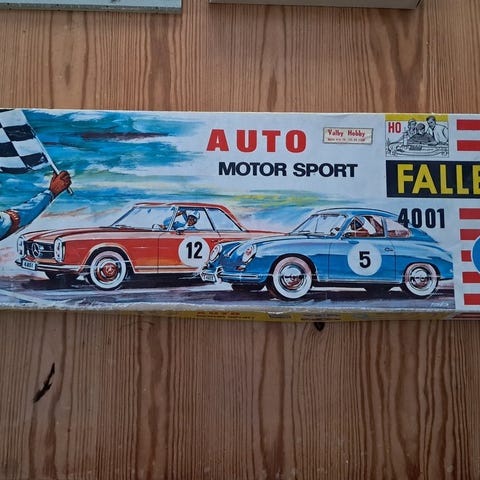 AUTO
MOTOR SPORT
Valby Hobby
HO
FALLE
4001
12
5